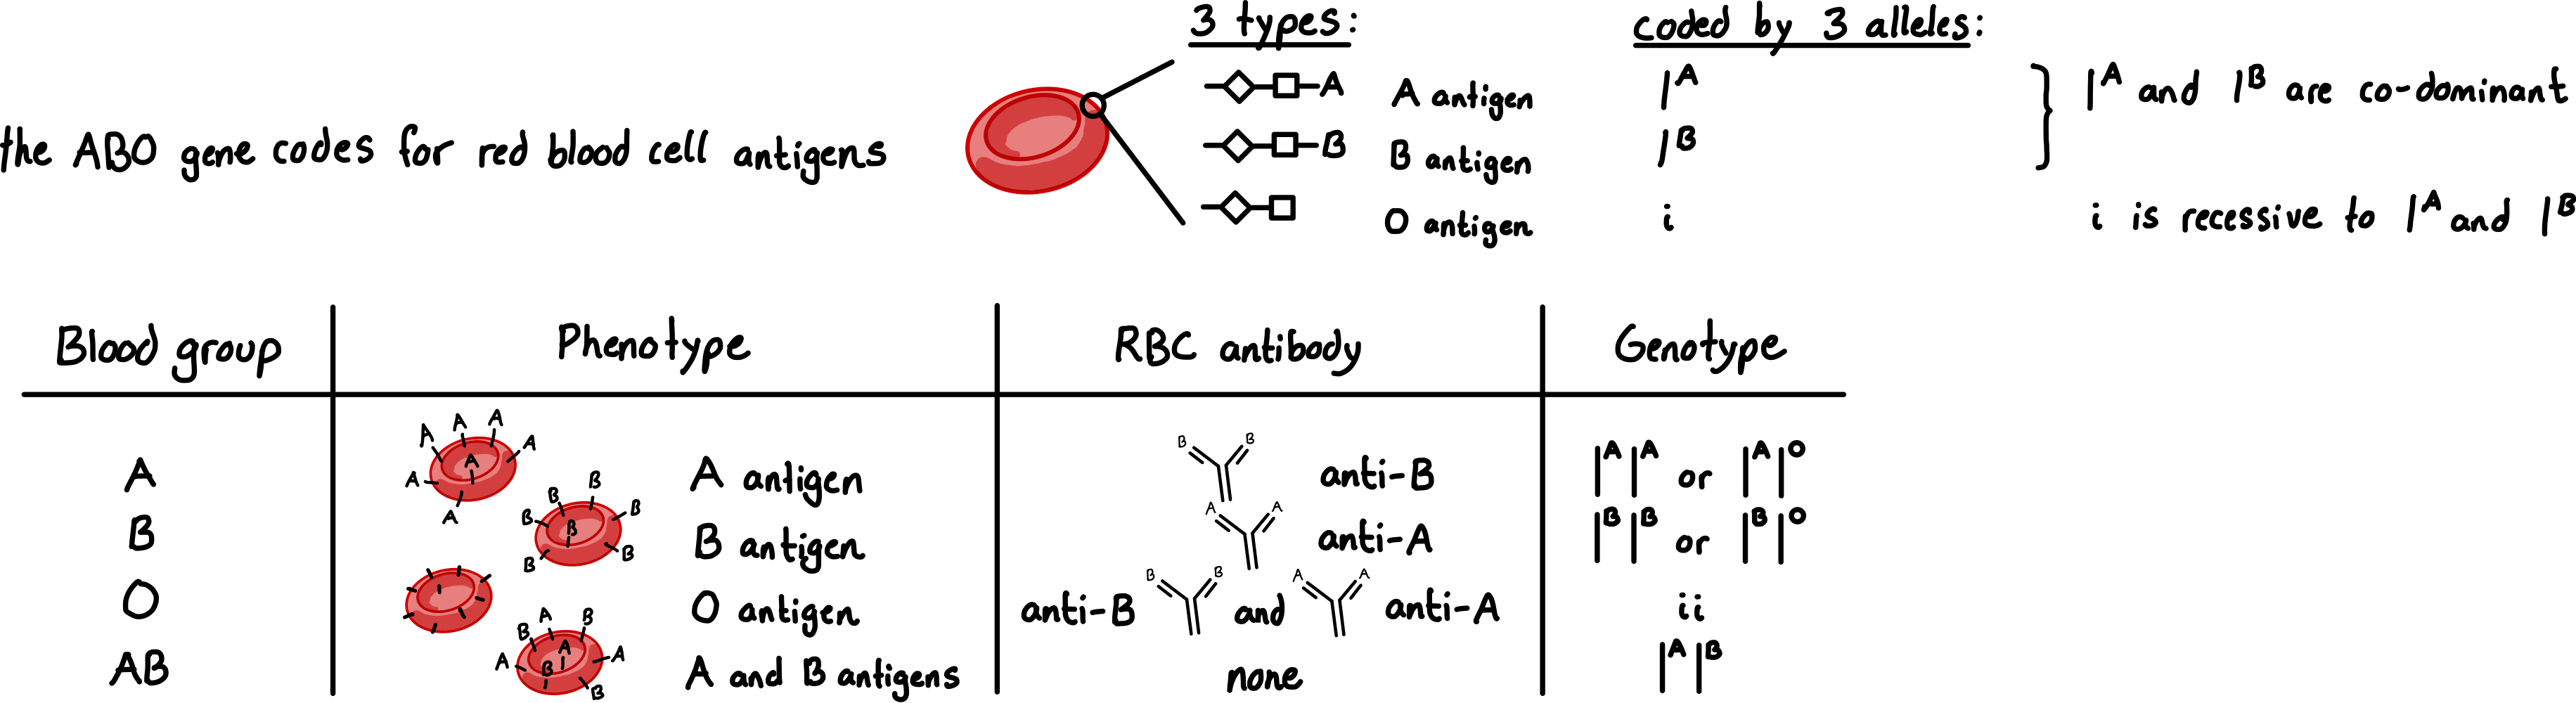 3 types:
coded by 3 alleles:
A
A antigen
I^A
I^A and I^B are co-dominant
the ABO gene codes for red blood cell antigens
B
B antigen
I^B
O antigen
i
i is recessive to I^A and I^B
Blood group
Phenotype
RBC antibody
Genotype
A
A A A A A A A
A antigen
B B
anti-B
I^A I^A or I^A I^O
B
B B B B B B B
B antigen
A A
anti-A
I^B I^B or I^B I^O
O
O antigen
anti-B
B B
and
A A
anti-A
ii
AB
A B B A A A B B
A and B antigens
none
I^A I^B